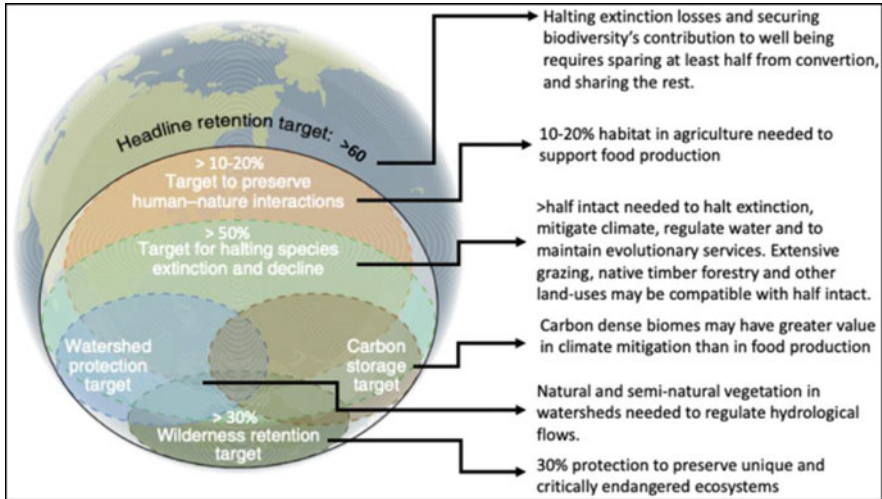 Halting extinction losses and securing
biodiversity's contribution to well being
requires sparing at least half from convertion,
and sharing the rest.
Headline retention target: >60
> 10-20%
Target to preserve
human–nature interactions
10-20% habitat in agriculture needed to
support food production
> 50%
Target for halting species
extinction and decline
>half intact needed to halt extinction,
mitigate climate, regulate water and to
maintain evolutionary services. Extensive
grazing, native timber forestry and other
land-uses may be compatible with half intact.
Watershed
protection
target
Carbon
storage
target
Carbon dense biomes may have greater value
in climate mitigation than in food production
Natural and semi-natural vegetation in
watersheds needed to regulate hydrological
flows.
> 30%
Wilderness retention
target
30% protection to preserve unique and
critically endangered ecosystems